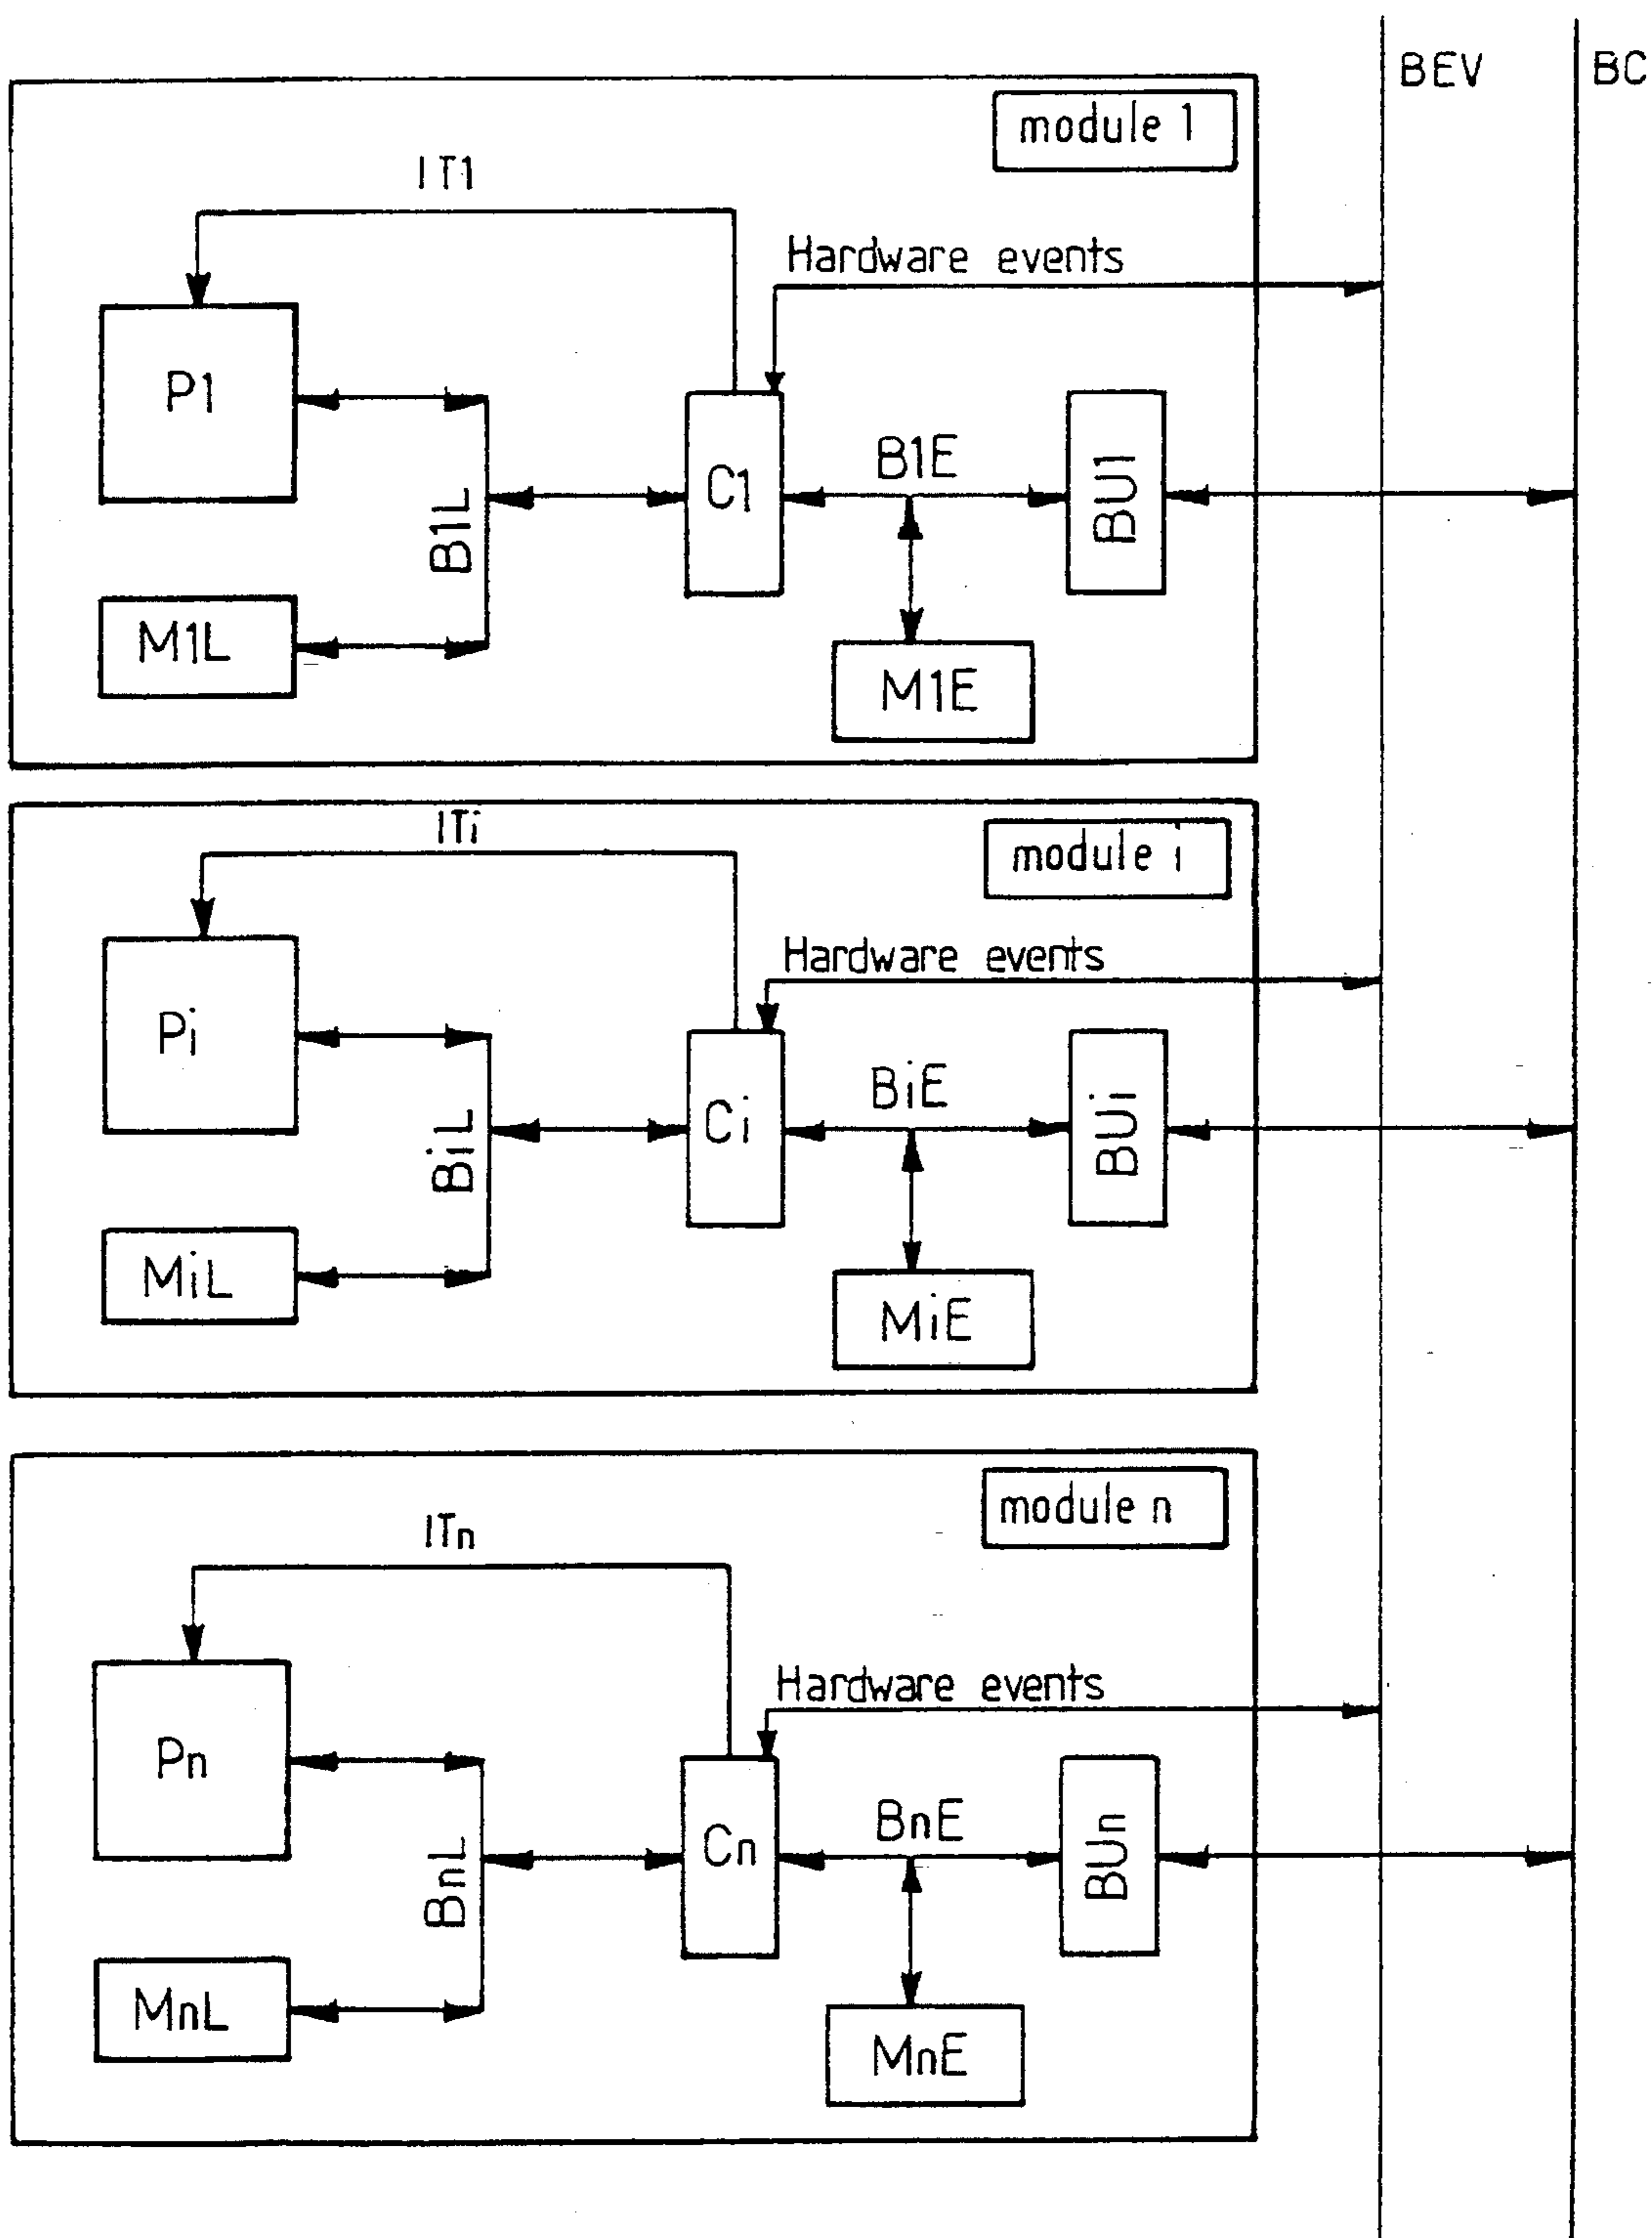 BEV
BC
module 1
IT1
Hardware events
P1
B1E
C1
BU1
B1L
M1L
M1E
ITi
module i
Hardware events
Pi
BiE
Ci
BUi
BiL
MiL
MiE
module n
ITn
Hardware events
Pn
BnE
Cn
BUn
BnL
MnL
MnE